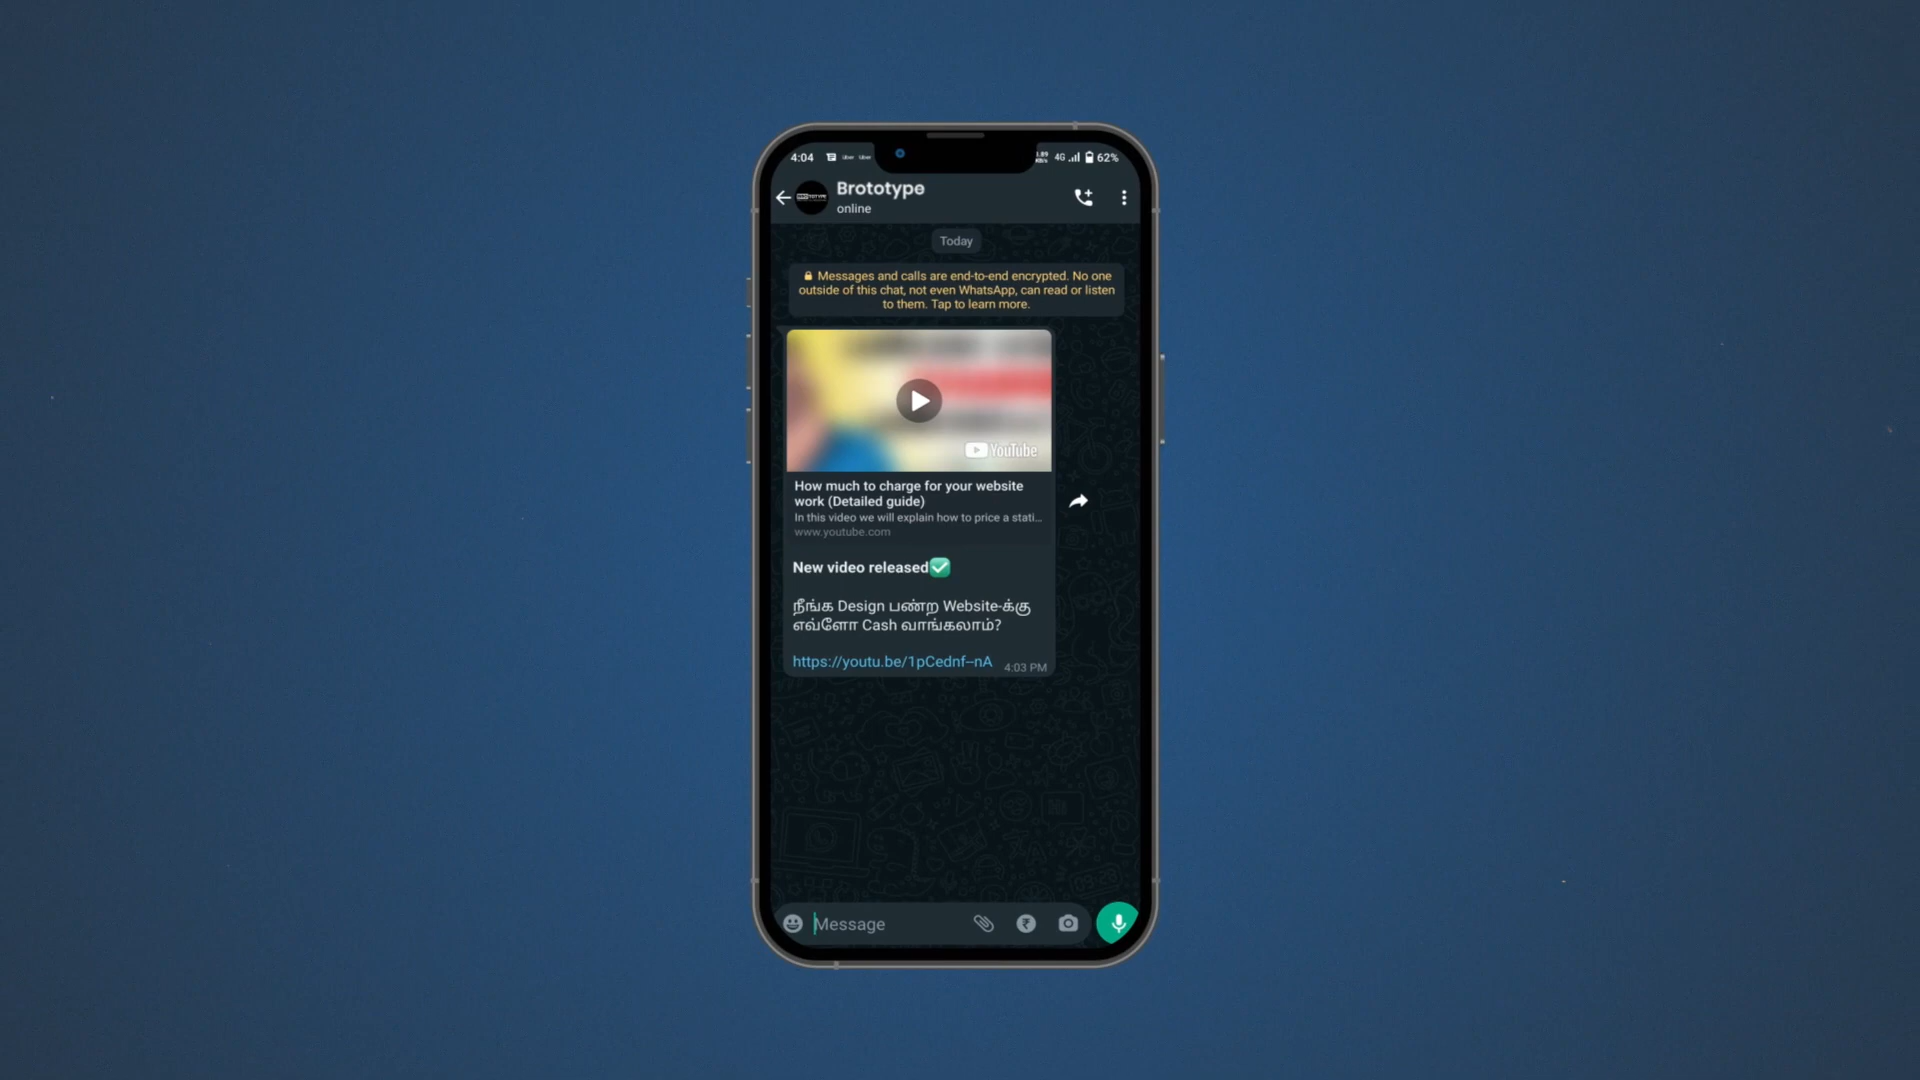 4:04 Uber Uber 4G 62%
Brototype
online
Today
Messages and calls are end-to-end encrypted. No one
outside of this chat, not even WhatsApp, can read or listen
to them. Tap to learn more.
YouTube
How much to charge for your website
work (Detailed guide)
In this video we will explain how to price a stati...
www.youtube.com
New video released✅
நீங்க Design பண்ற Website-க்கு
எவ்ளோ Cash வாங்கலாம்?
https://youtu.be/1pCednf--nA 4:03 PM
Message